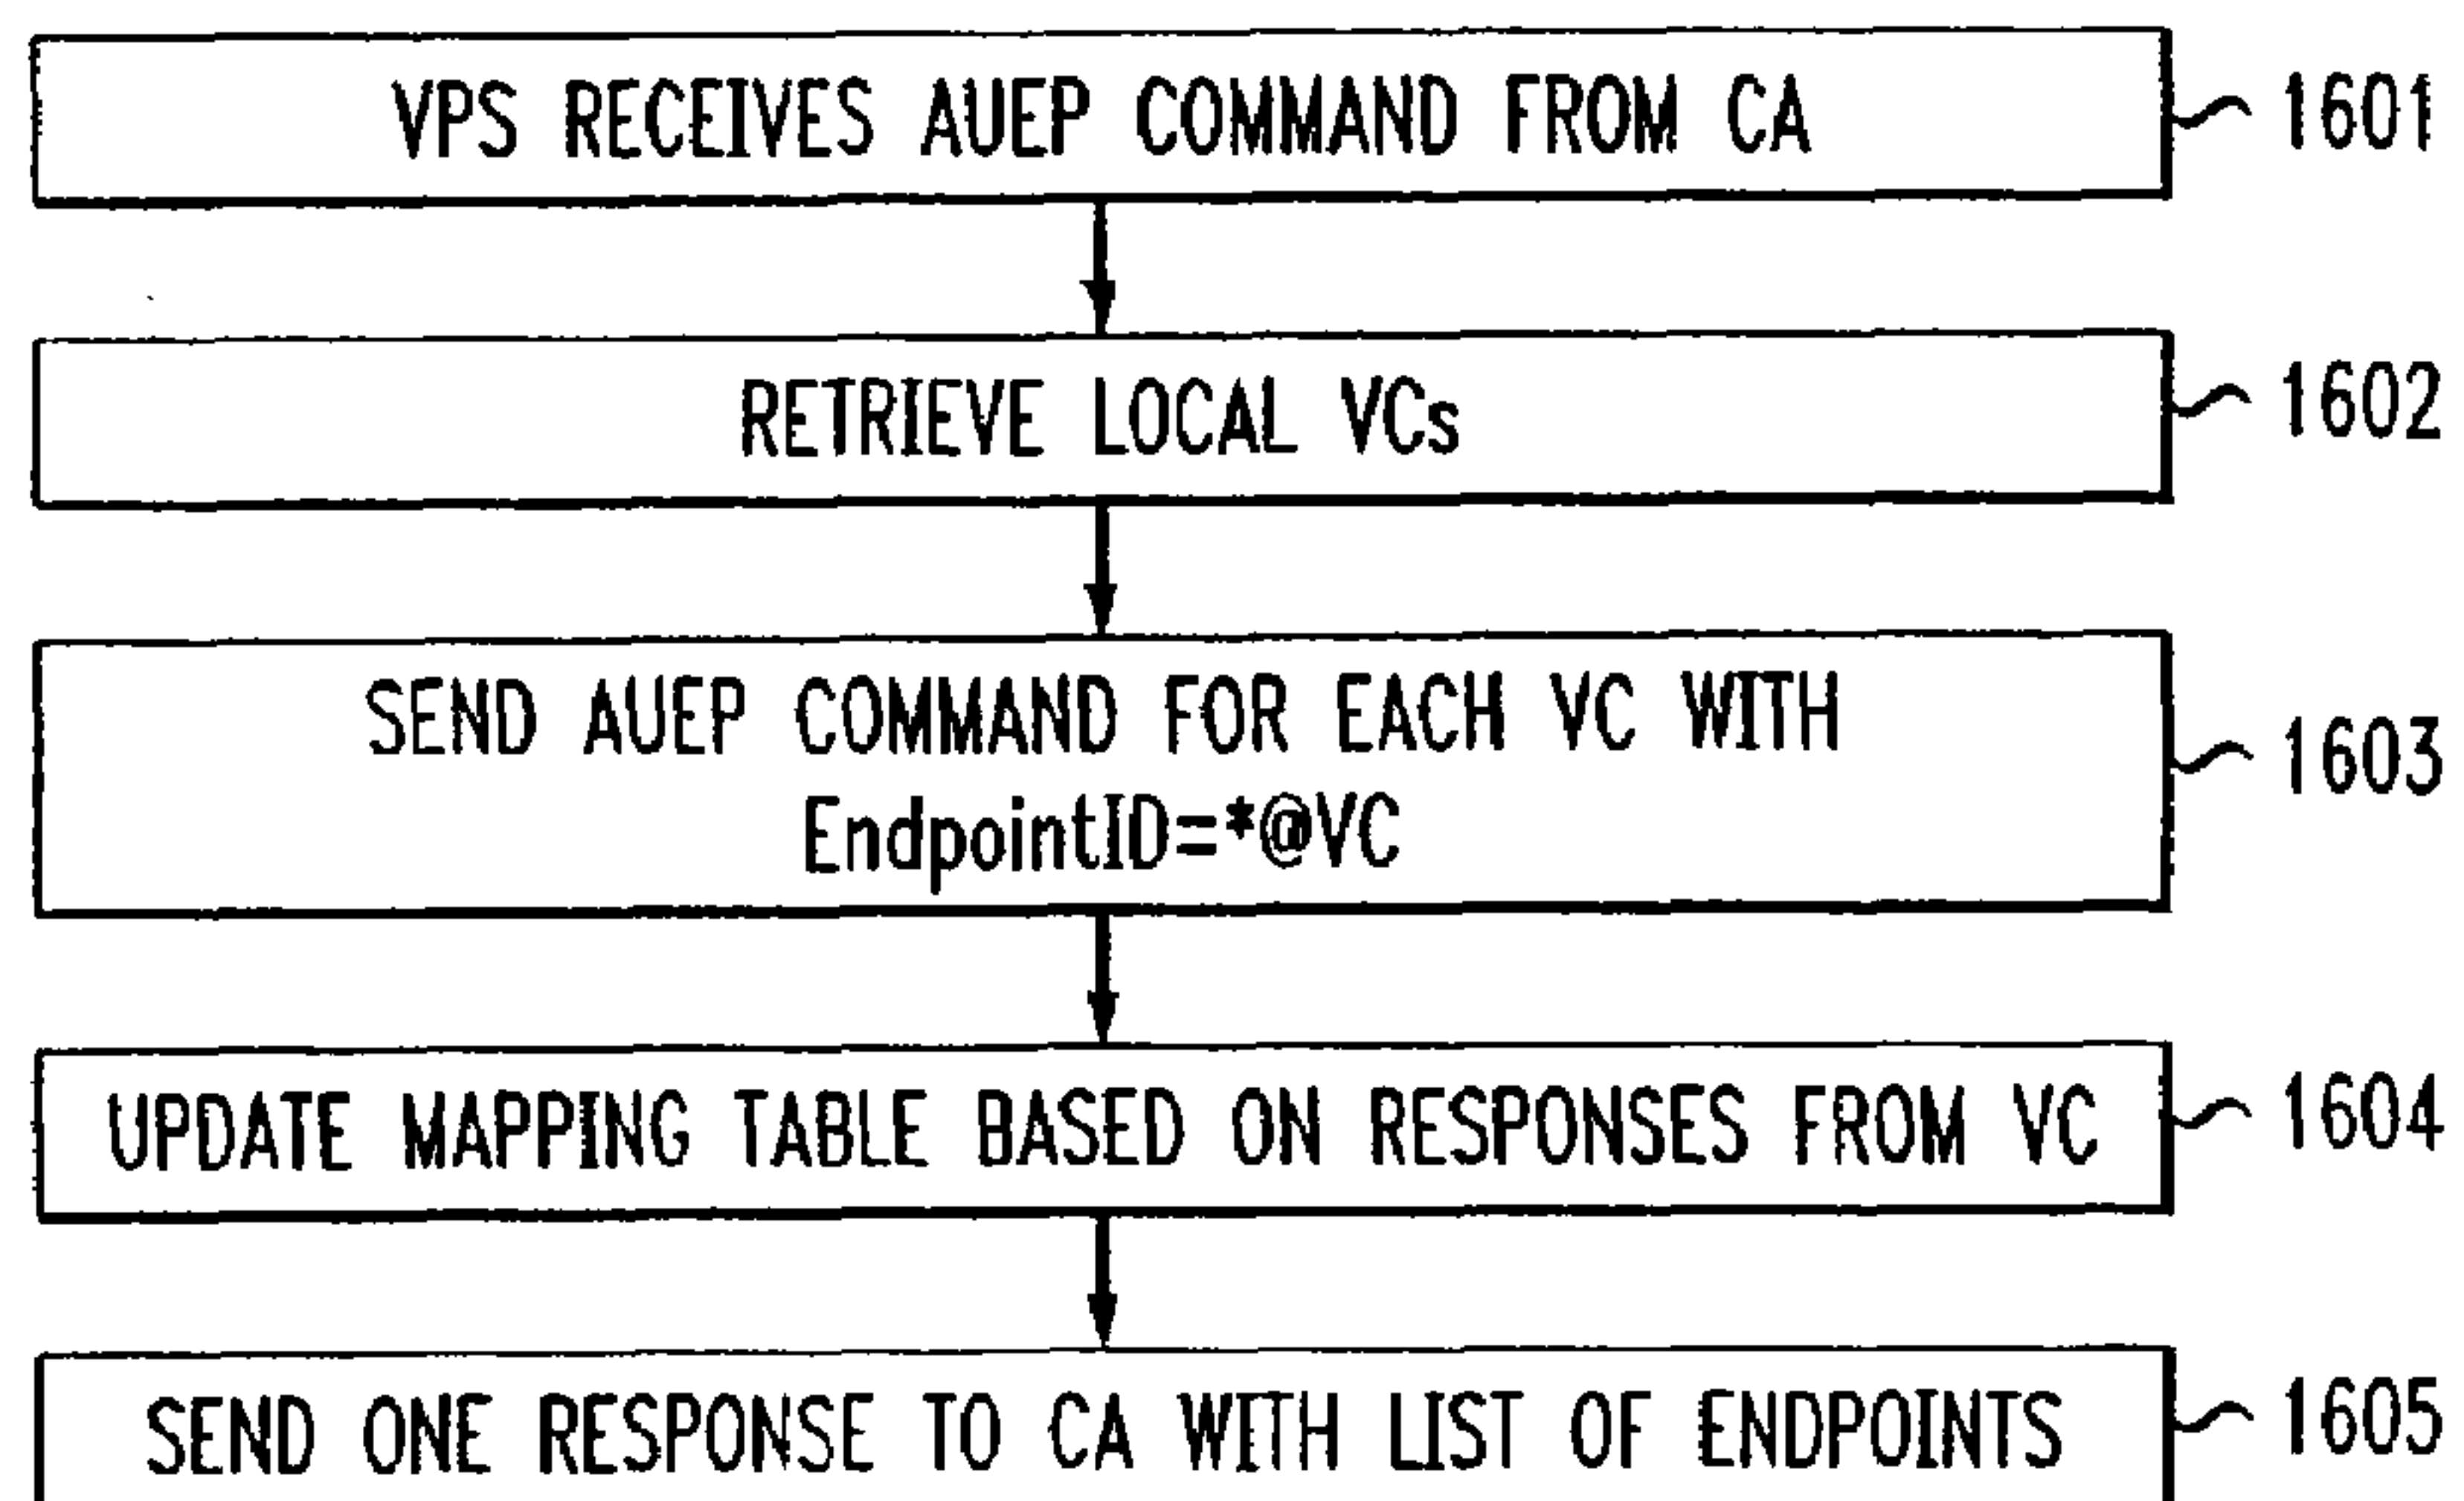 VPS RECEIVES AUEP COMMAND FROM CA
1601
RETRIEVE LOCAL VCs
1602
SEND AUEP COMMAND FOR EACH VC WITH
EndpointID=*@VC
1603
UPDATE MAPPING TABLE BASED ON RESPONSES FROM VC
1604
SEND ONE RESPONSE TO CA WITH LIST OF ENDPOINTS
1605